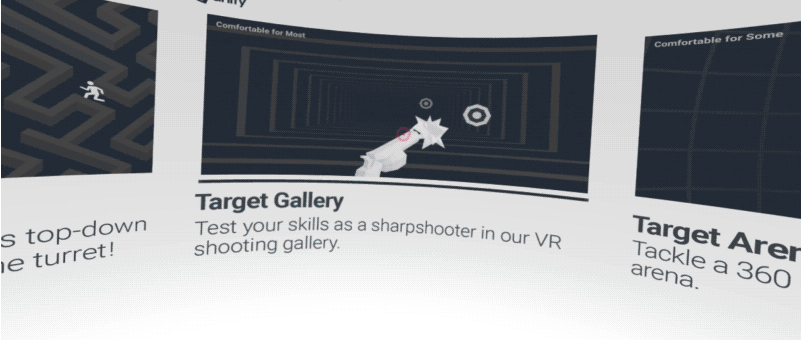 unity
Comfortable for Most
Comfortable for Some
s top-down
e turret!
Target Gallery
Test your skills as a sharpshooter in our VR
shooting gallery.
Target Aren
Tackle a 360
arena.